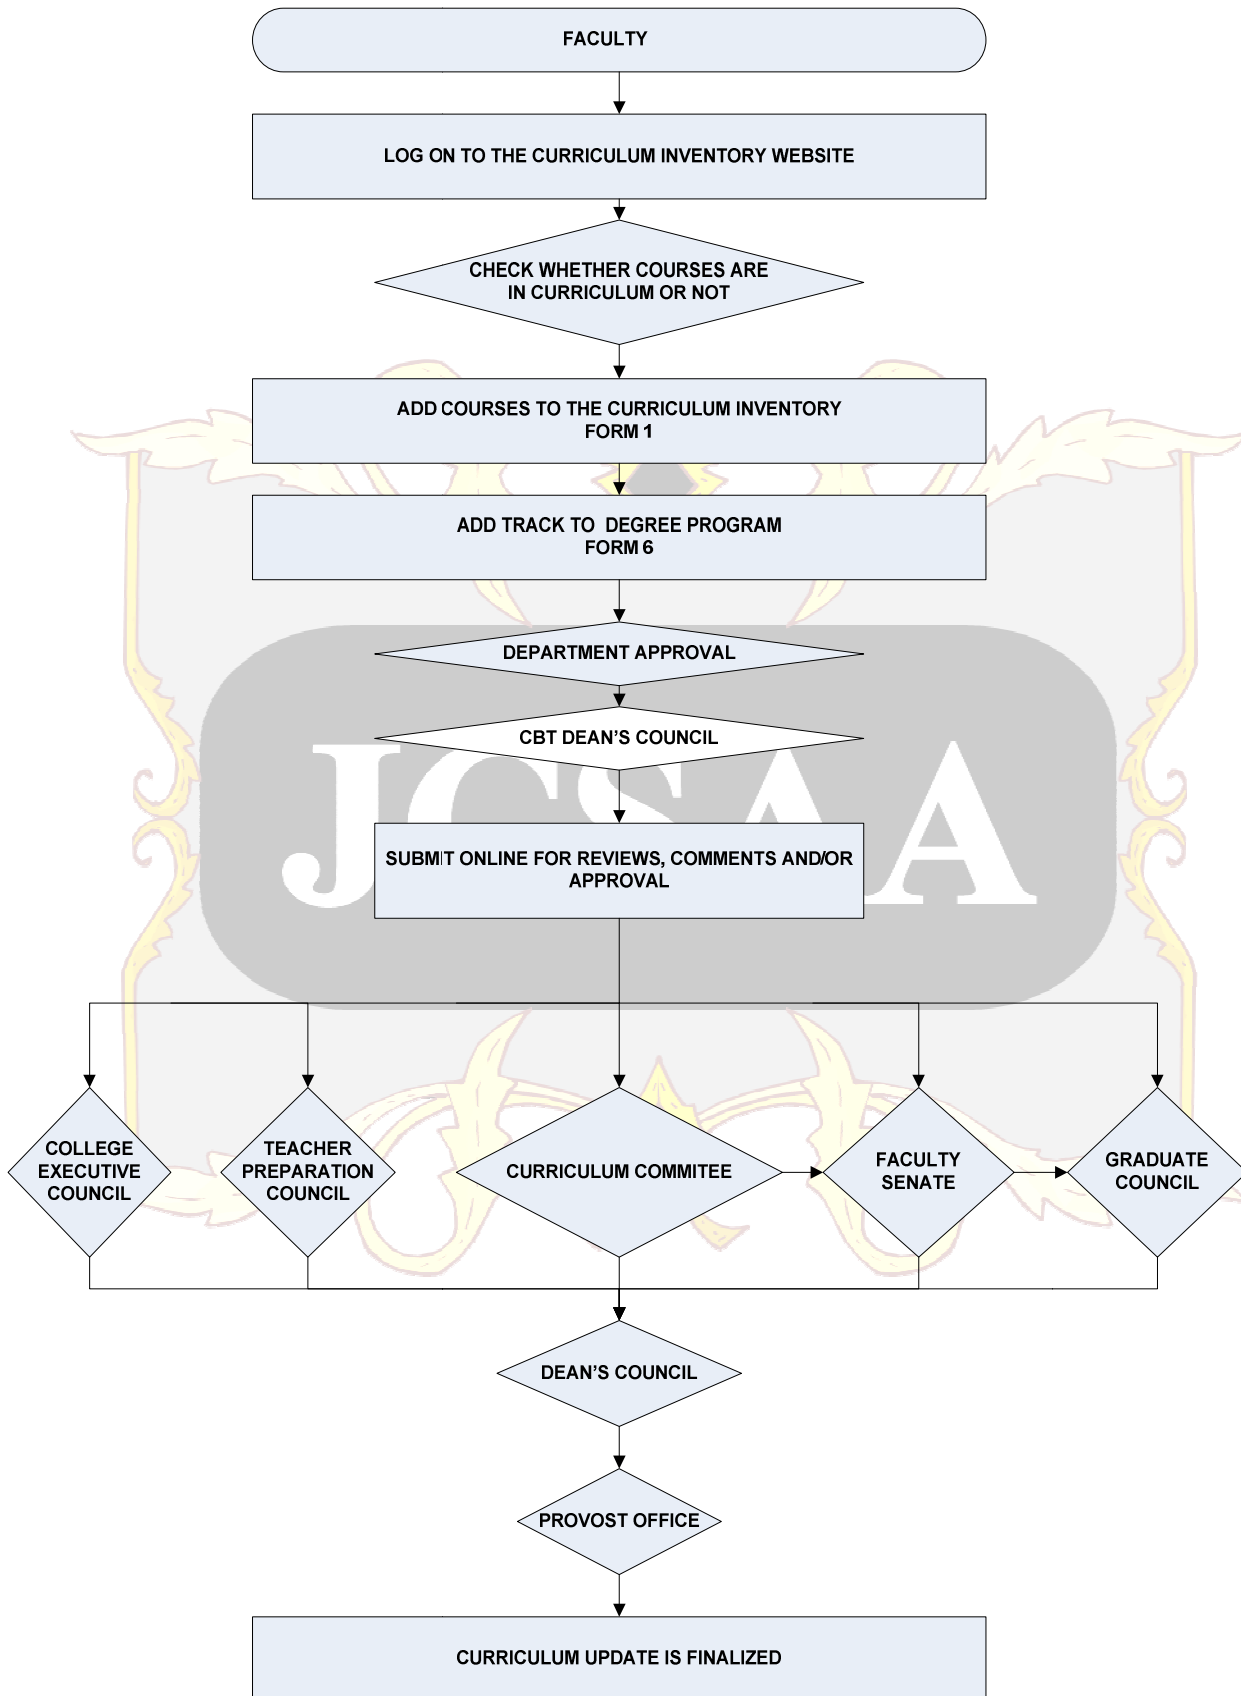 FACULTY
LOG ON TO THE CURRICULUM INVENTORY WEBSITE
CHECK WHETHER COURSES ARE
IN CURRICULUM OR NOT
ADD COURSES TO THE CURRICULUM INVENTORY
FORM 1
ADD TRACK TO DEGREE PROGRAM
FORM 6
DEPARTMENT APPROVAL
CBT DEAN'S COUNCIL
JCSAA
SUBMIT ONLINE FOR REVIEWS, COMMENTS AND/OR
APPROVAL
COLLEGE
EXECUTIVE
COUNCIL
TEACHER
PREPARATION
COUNCIL
CURRICULUM COMMITEE
FACULTY
SENATE
GRADUATE
COUNCIL
DEAN'S COUNCIL
PROVOST OFFICE
CURRICULUM UPDATE IS FINALIZED